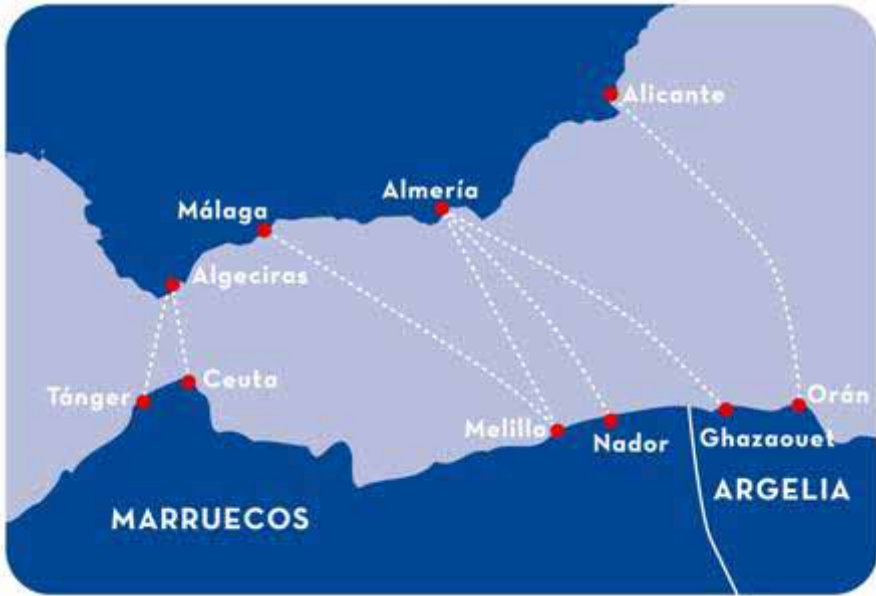 Alicante
Almería
Málaga
Algeciras
Ceuta
Tánger
Orán
Melilla
Nador
Ghazaouet
ARGELIA
MARRUECOS